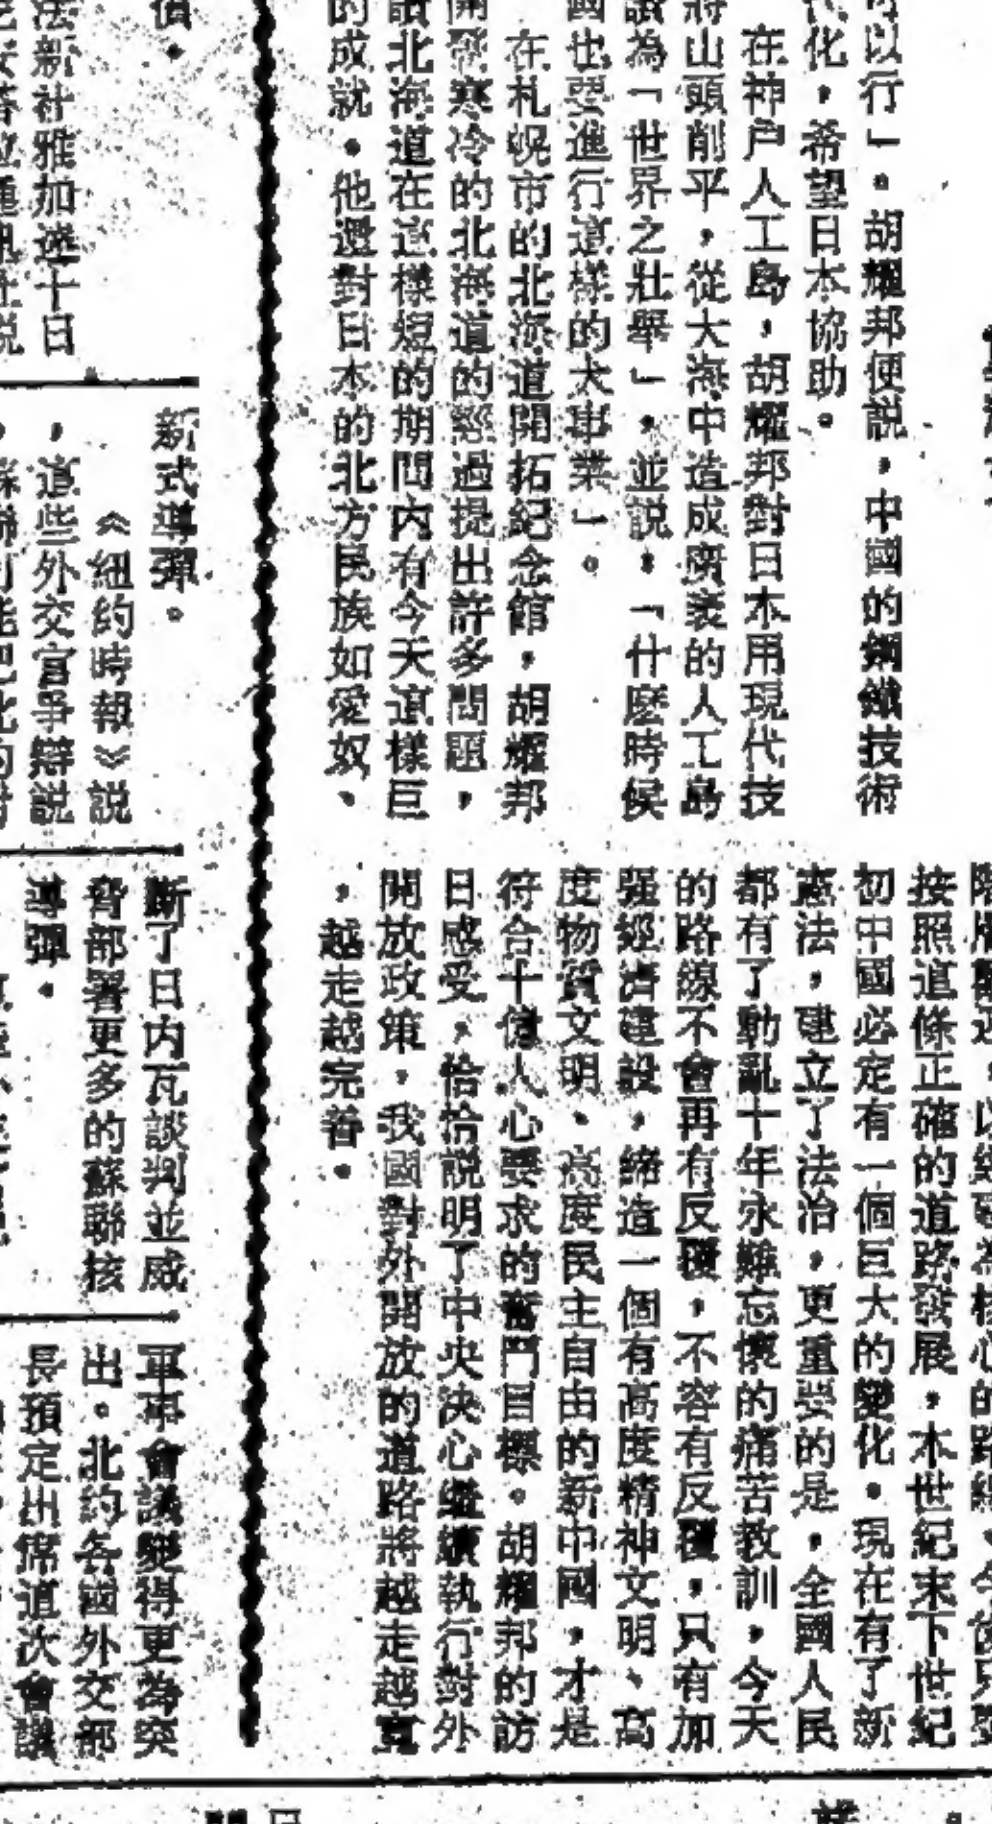 可以行」。胡耀邦便説，中國的鋼鐵技術
代化，希望日本協助。
在神戶人工島，胡耀邦對日本用現代技
將山頭削平，從大海中造成廣袤的人工島
讚為「世界之壯舉」，並説：「什麼時候
國也要進行這樣的大事業」。
在札幌市的北海道開拓紀念館，胡耀邦
開發寒冷的北海道的經過提出許多問題，
讚北海道在這樣短的期間內有今天這樣巨
的成就。他還對日本的北方民族如愛奴、
按照這條正確的道路發展，本世紀末下世紀
初中國必定有一個巨大的變化。現在有了新
憲法，建立了法治，更重要的是，全國人民
都有了動亂十年永難忘懷的痛苦教訓，今天
的路線不會再有反覆，不容有反覆，只有加
强經濟建設，締造一個有高度精神文明、高
度物質文明、高度民主自由的新中國，才是
符合十億人心要求的奮鬥目標。胡耀邦的訪
日感受，恰恰説明了中央決心繼續執行對外
開放政策，我國對外開放的道路將越走越寬
，越走越完善。
法新社雅加達十日
新式導彈。
《紐約時報》説
，這些外交官爭辯説
斷了日內瓦談判並威
脅部署更多的蘇聯核
導彈。
軍事會議變得更為突
出。北約各國外交部
長預定出席這次會議